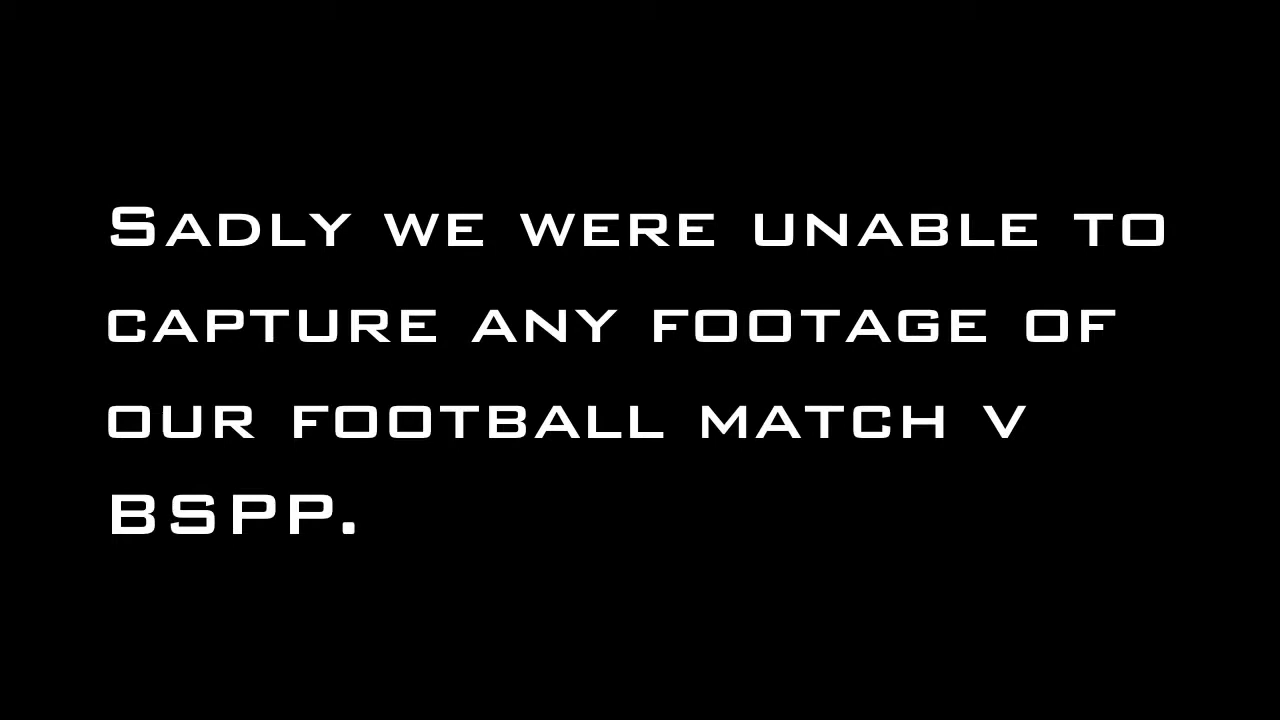 Sadly we were unable to
capture any footage of
our football match v
BSPP.